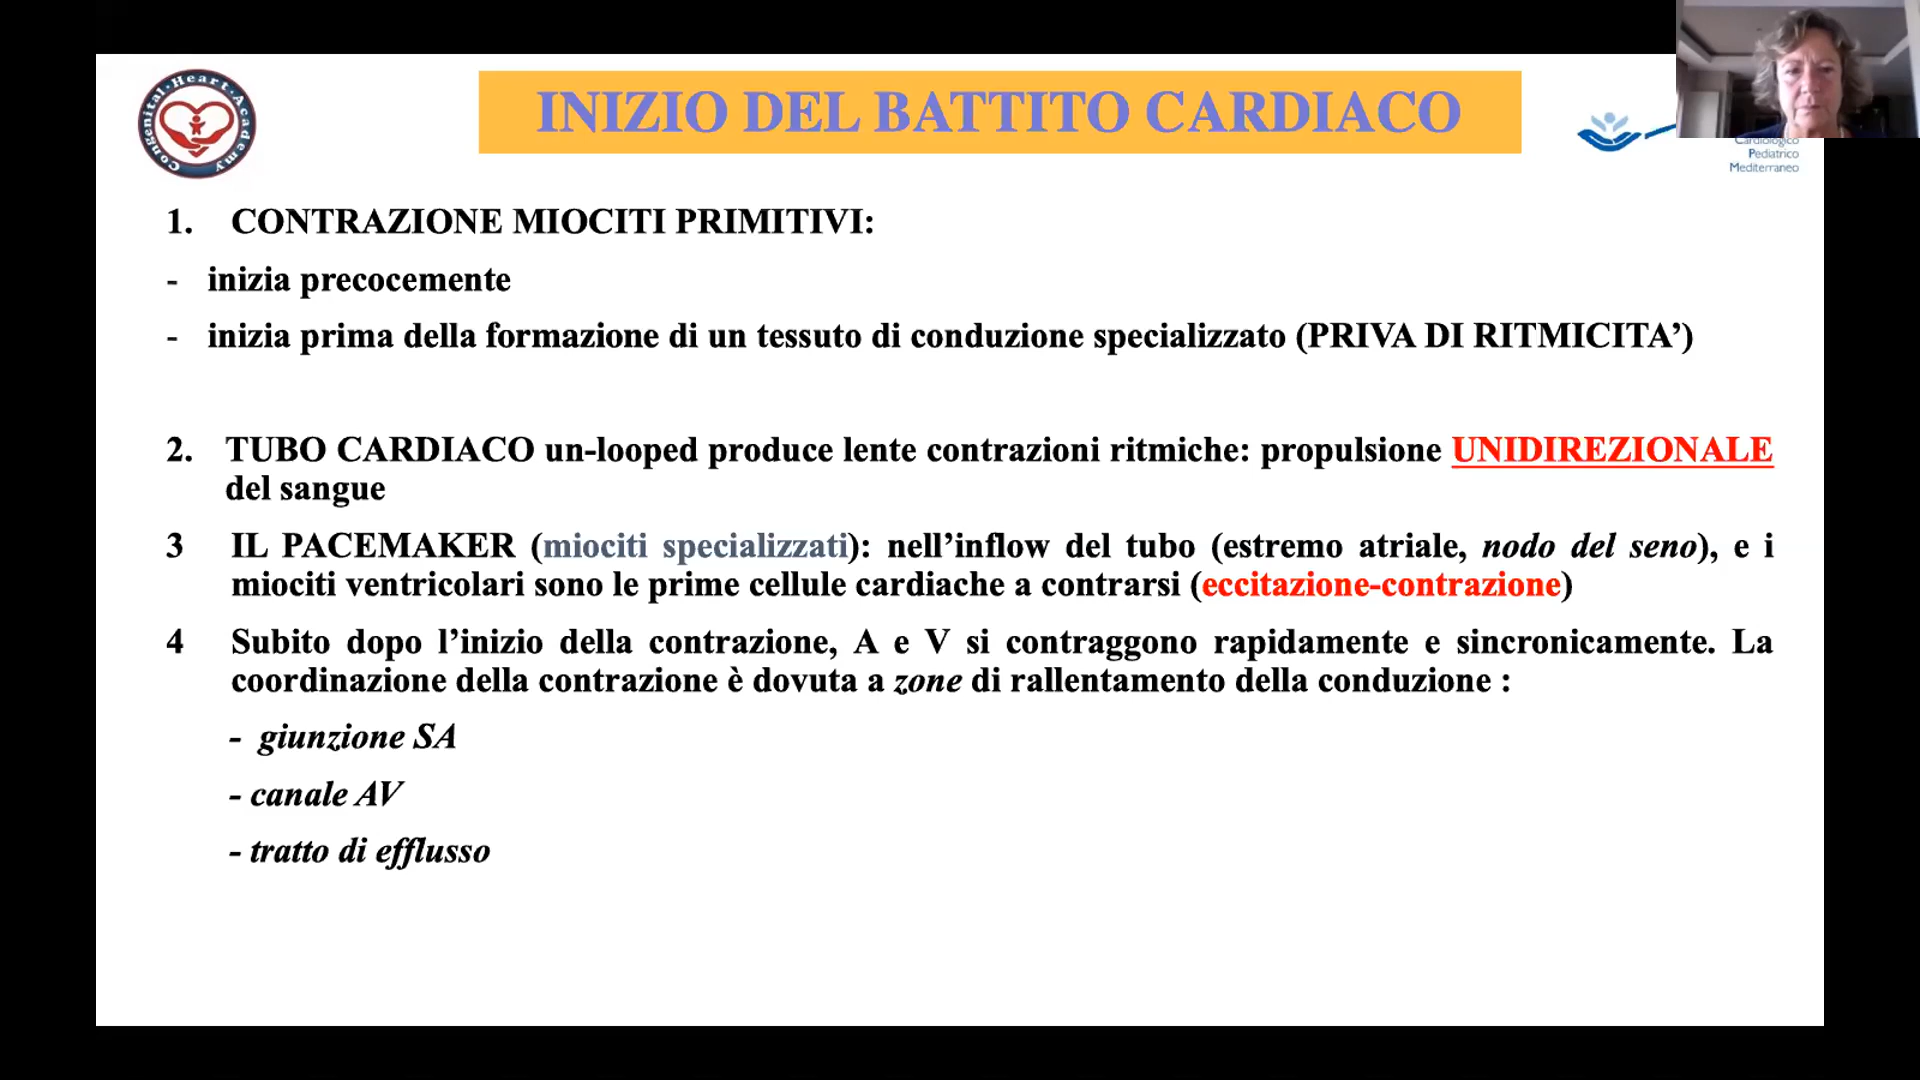 Congenital Heart Academy
INIZIO DEL BATTITO CARDIACO
Cardiologico
Pediatrico
Mediterraneo
1. CONTRAZIONE MIOCITI PRIMITIVI:
- inizia precocemente
- inizia prima della formazione di un tessuto di conduzione specializzato (PRIVA DI RITMICITA’)
2. TUBO CARDIACO un-looped produce lente contrazioni ritmiche: propulsione UNIDIREZIONALE
del sangue
3 IL PACEMAKER (miociti specializzati): nell’inflow del tubo (estremo atriale, nodo del seno), e i
miociti ventricolari sono le prime cellule cardiache a contrarsi (eccitazione-contrazione)
4 Subito dopo l’inizio della contrazione, A e V si contraggono rapidamente e sincronicamente. La
coordinazione della contrazione è dovuta a zone di rallentamento della conduzione :
- giunzione SA
- canale AV
- tratto di efflusso